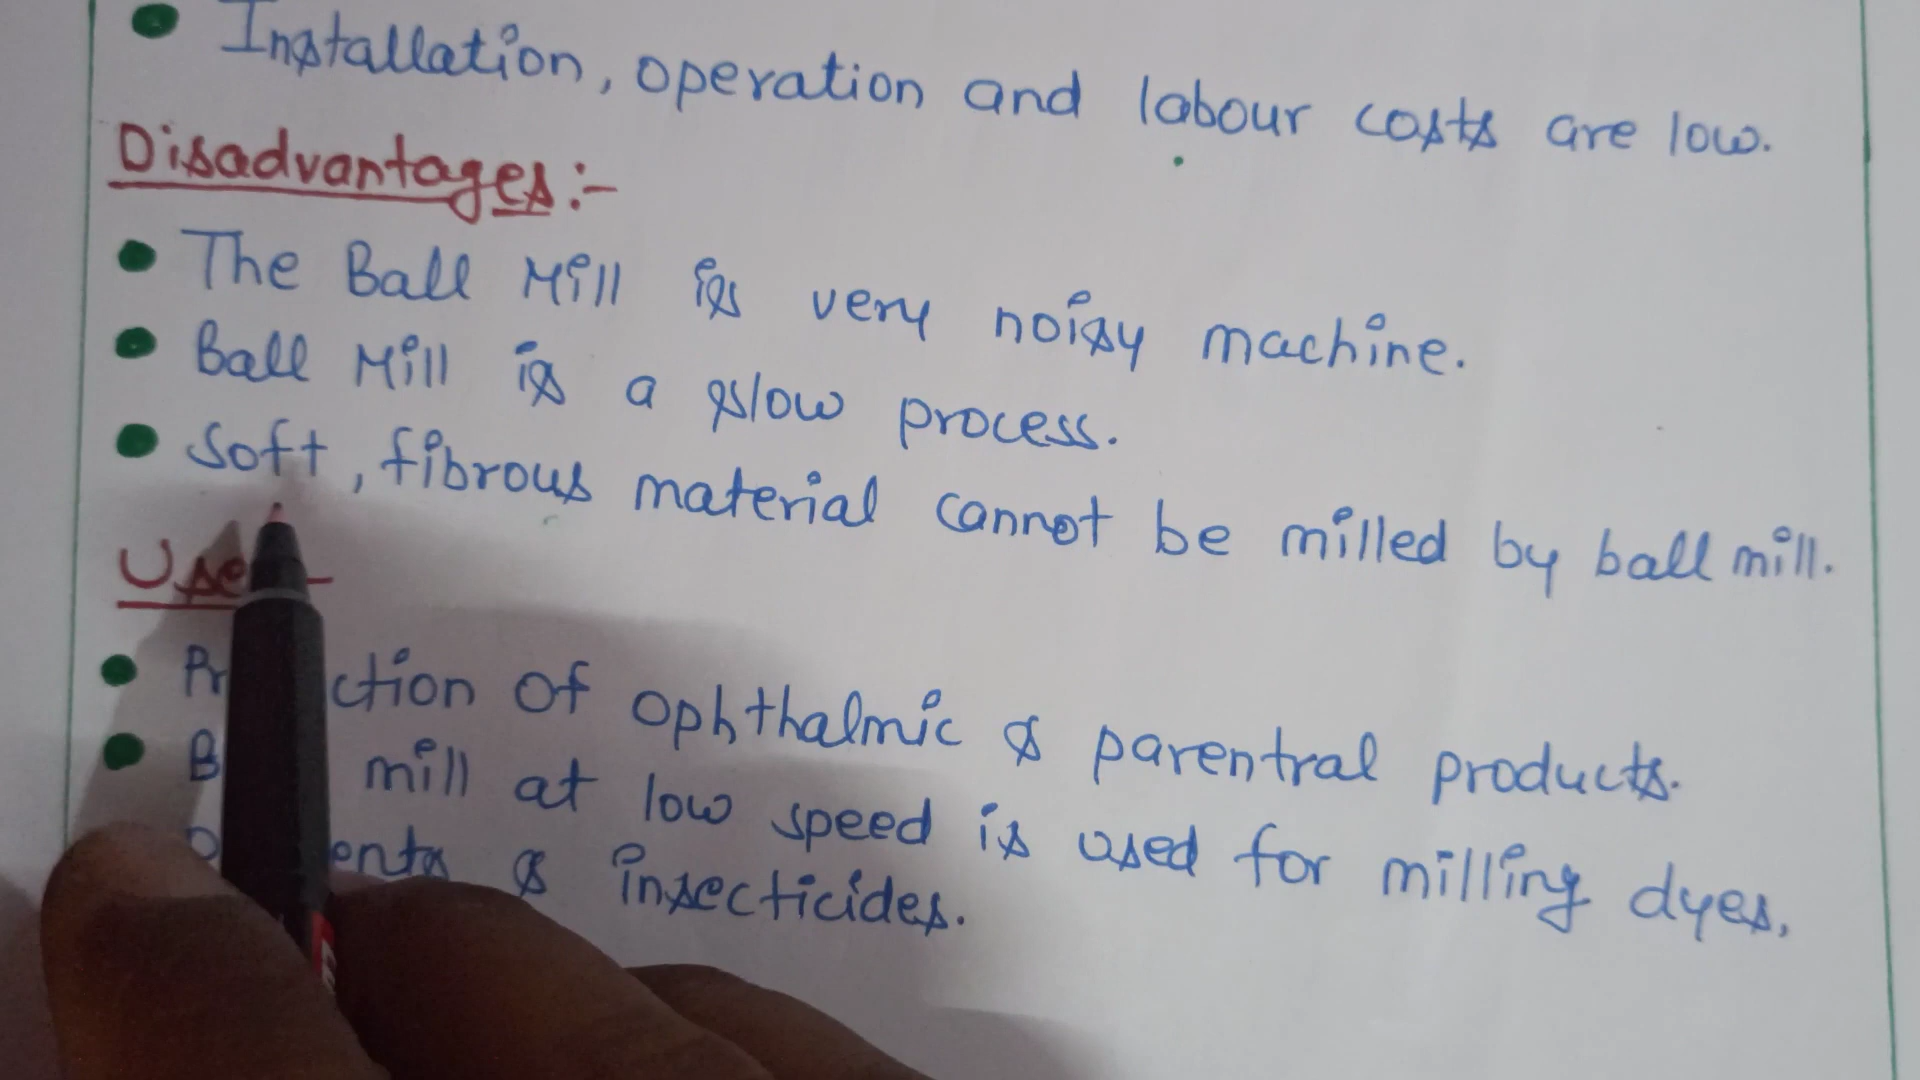 • Installation, operation and labour costs are low.
Disadvantages:-
• The Ball Mill is very noisy machine.
• Ball Mill is a slow process.
• Soft, fibrous material cannot be milled by ball mill.
• of ophthalmic & parentral products.
• mill at low speed is used for milling dyes,
& insecticides.